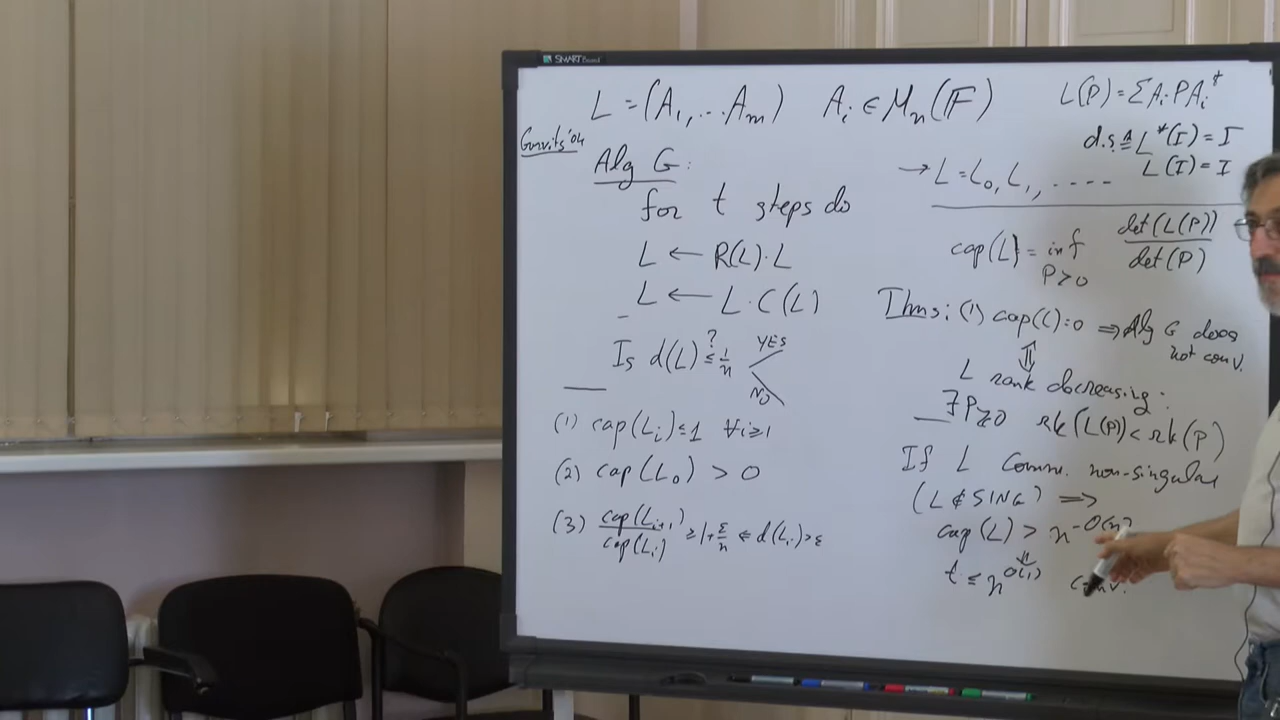 SMART Board
L = (A₁, ... Aₘ) Aᵢ ∈ Mₙ(𝔽) L(P) = Σ Aᵢ P Aᵢ†
Gurvits '04
Alg G:
for t steps do
L ← R(L)·L
L ← L·C(L)
Is d(L) ≤? 1/n YES
NO
(1) cap(Lᵢ) ≤ 1 ∀i≥1
(2) cap(L₀) > 0
(3) cap(Lᵢ₊₁)/cap(Lᵢ) ≥ 1+ε/n ⇐ d(Lᵢ) > ε
d.s. ≜ L*(I) = I
L(I) = I
→ L = L₀, L₁, ....
cap(L) = inf P>0 det(L(P))/det(P)
Thms: (1) cap(L)=0 ⇒ Alg G does
not conv.
⇕
L rank decreasing:
∃P≥0 rk(L(P)) < rk(P)
If L Comm. non-singular
(L ∉ SING) ⇒
cap(L) > n^{-O(n)}
⇓
t ≤ n^{O(1)} conv.